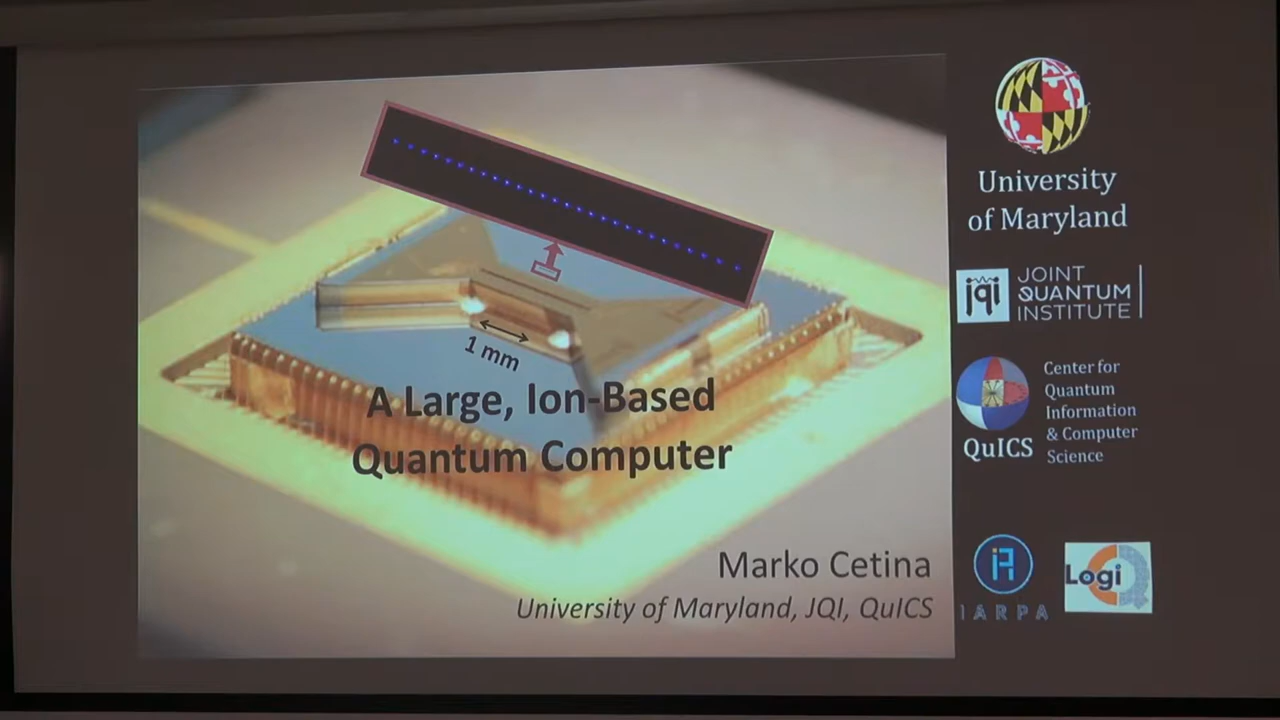 1 mm
A Large, Ion-Based
Quantum Computer
Marko Cetina
University of Maryland, JQI, QuICS
University
of Maryland
jqi
JOINT
QUANTUM
INSTITUTE
QuICS
Center for
Quantum
Information
& Computer
Science
IARPA
LogiQ